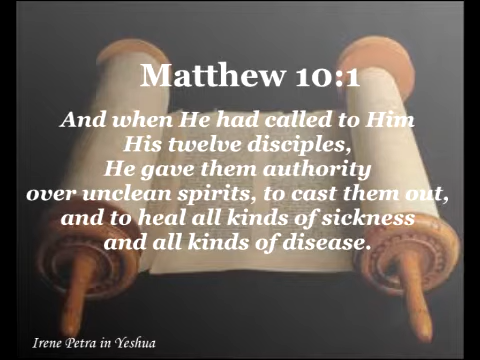 Matthew 10:1
And when He had called to Him
His twelve disciples,
He gave them authority
over unclean spirits, to cast them out,
and to heal all kinds of sickness
and all kinds of disease.
Irene Petra in Yeshua